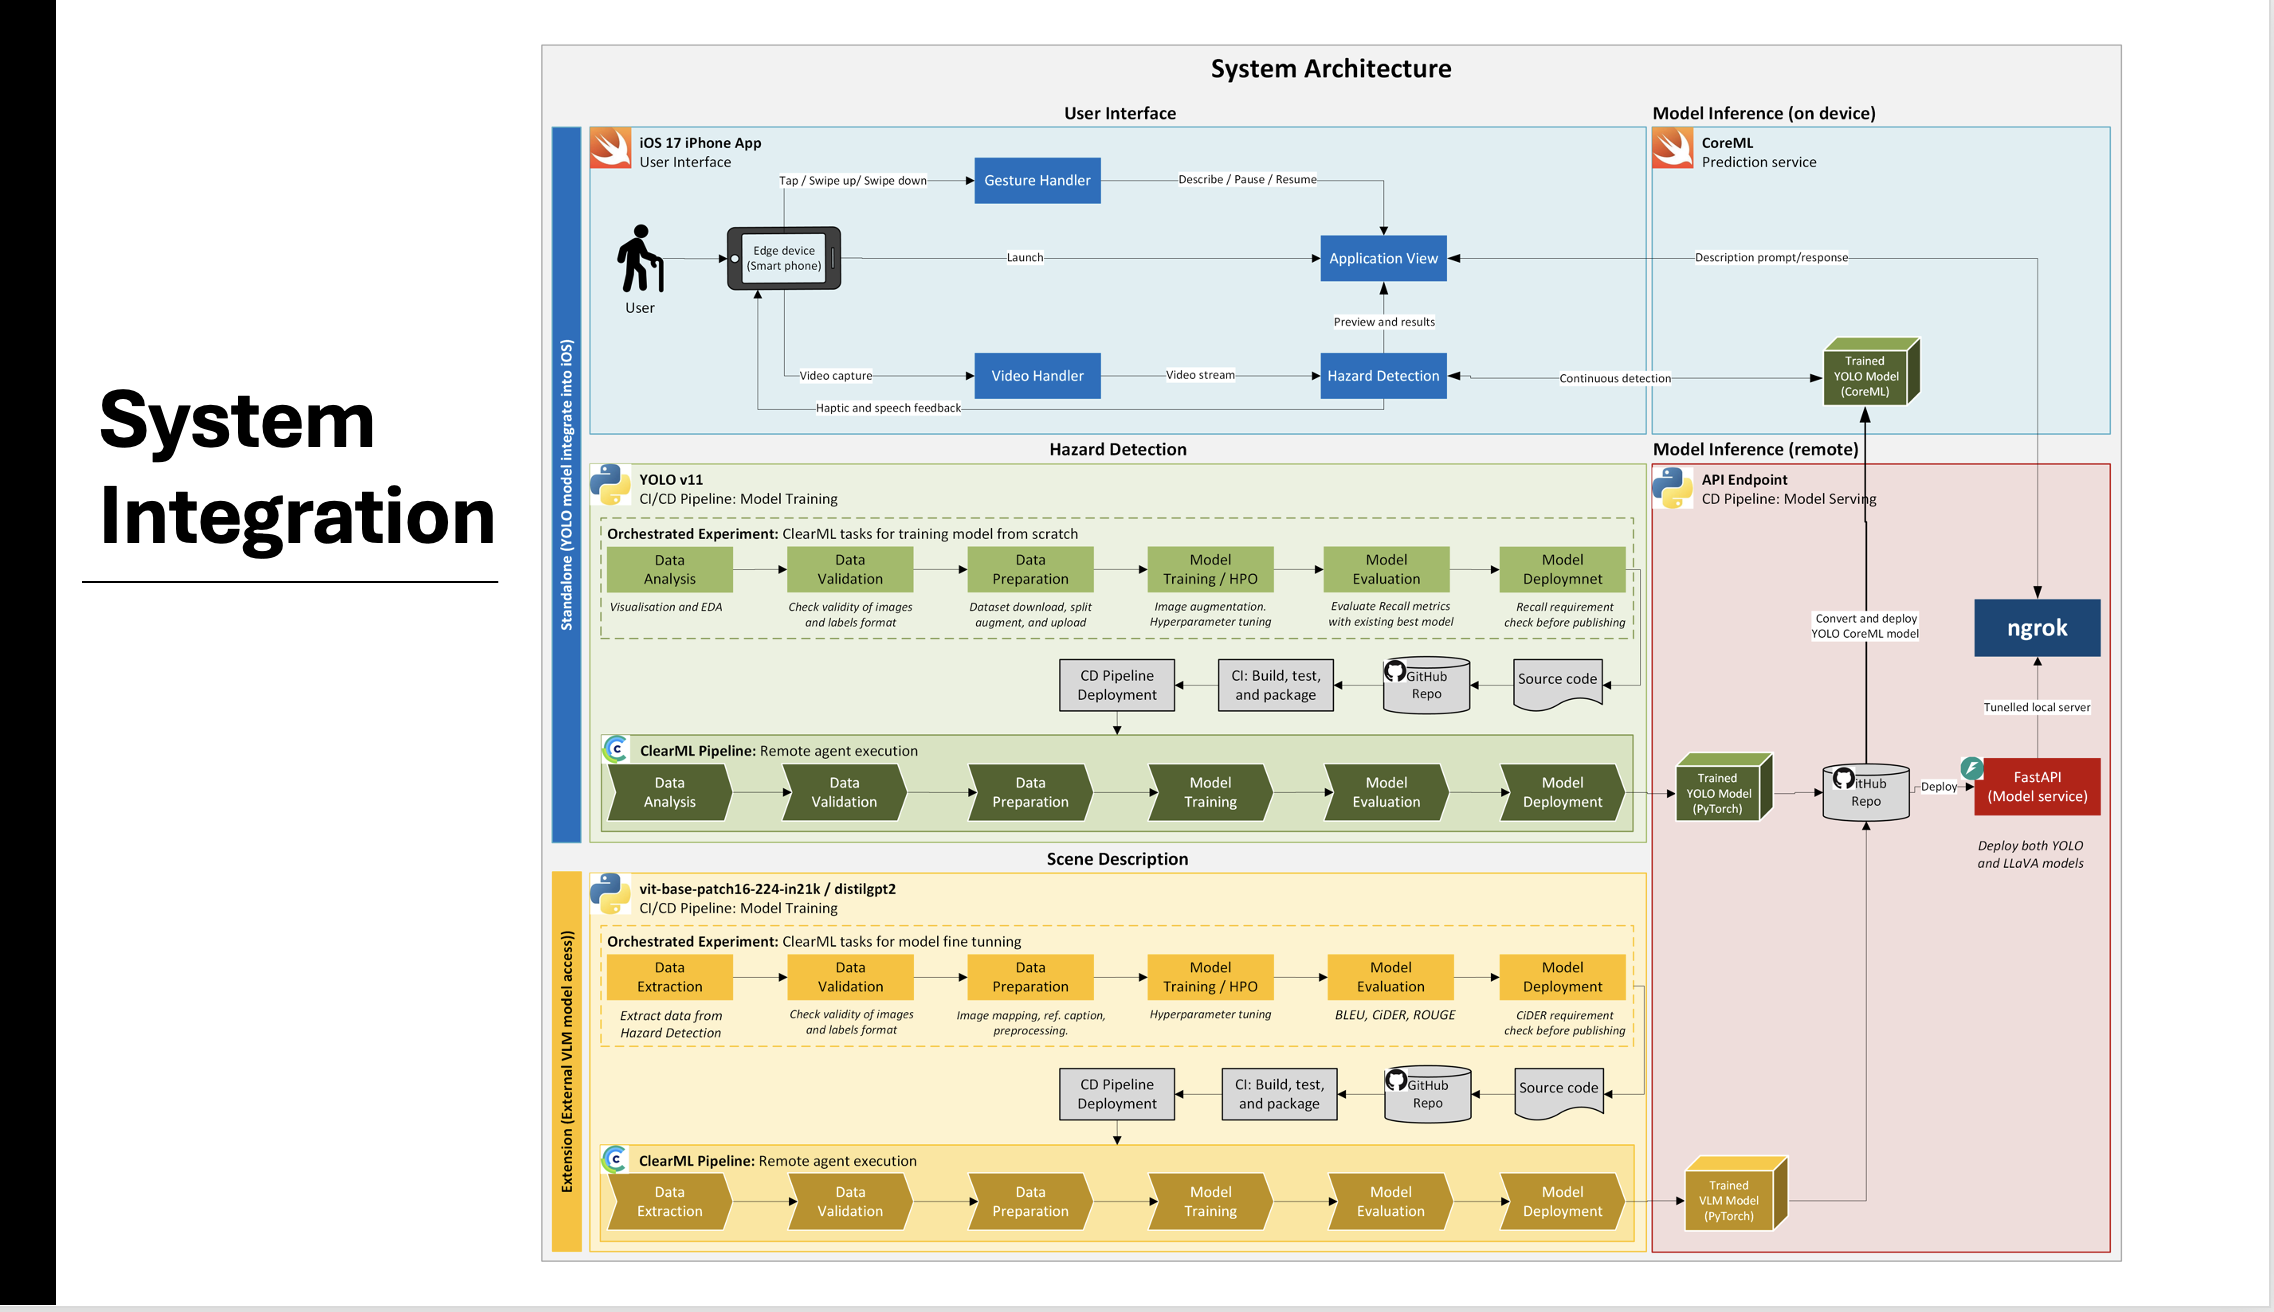 System
Integration
System Architecture
User Interface
Model Inference (on device)
Standalone (YOLO model integrate into iOS)
iOS 17 iPhone App
User Interface
Tap / Swipe up/ Swipe down
Gesture Handler
Describe / Pause / Resume
User
Edge device
(Smart phone)
Launch
Application View
Preview and results
Video capture
Video Handler
Video stream
Hazard Detection
Haptic and speech feedback
CoreML
Prediction service
Description prompt/response
Continuous detection
Trained
YOLO Model
(CoreML)
Hazard Detection
YOLO v11
CI/CD Pipeline: Model Training
Orchestrated Experiment: ClearML tasks for training model from scratch
Data
Analysis
Data
Validation
Data
Preparation
Model
Training / HPO
Model
Evaluation
Model
Deploymnet
Visualisation and EDA
Check validity of images
and labels format
Dataset download, split
augment, and upload
Image augmentation.
Hyperparameter tuning
Evaluate Recall metrics
with existing best model
Recall requirement
check before publishing
CD Pipeline
Deployment
CI: Build, test,
and package
GitHub
Repo
Source code
ClearML Pipeline: Remote agent execution
Data
Analysis
Data
Validation
Data
Preparation
Model
Training
Model
Evaluation
Model
Deployment
Model Inference (remote)
API Endpoint
CD Pipeline: Model Serving
Convert and deploy
YOLO CoreML model
ngrok
Tunelled local server
Trained
YOLO Model
(PyTorch)
itHub
Repo
Deploy
FastAPI
(Model service)
Deploy both YOLO
and LLaVA models
Scene Description
Extension (External VLM model access))
vit-base-patch16-224-in21k / distilgpt2
CI/CD Pipeline: Model Training
Orchestrated Experiment: ClearML tasks for model fine tunning
Data
Extraction
Data
Validation
Data
Preparation
Model
Training / HPO
Model
Evaluation
Model
Deployment
Extract data from
Hazard Detection
Check validity of images
and labels format
Image mapping, ref. caption,
preprocessing.
Hyperparameter tuning
BLEU, CiDER, ROUGE
CiDER requirement
check before publishing
CD Pipeline
Deployment
CI: Build, test,
and package
GitHub
Repo
Source code
ClearML Pipeline: Remote agent execution
Data
Extraction
Data
Validation
Data
Preparation
Model
Training
Model
Evaluation
Model
Deployment
Trained
VLM Model
(PyTorch)